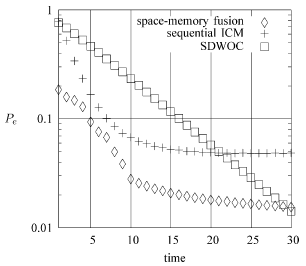 1
space-memory fusion
sequential ICM
SDWOC
Pe
0.1
0.01
5 10 15 20 25 30
time